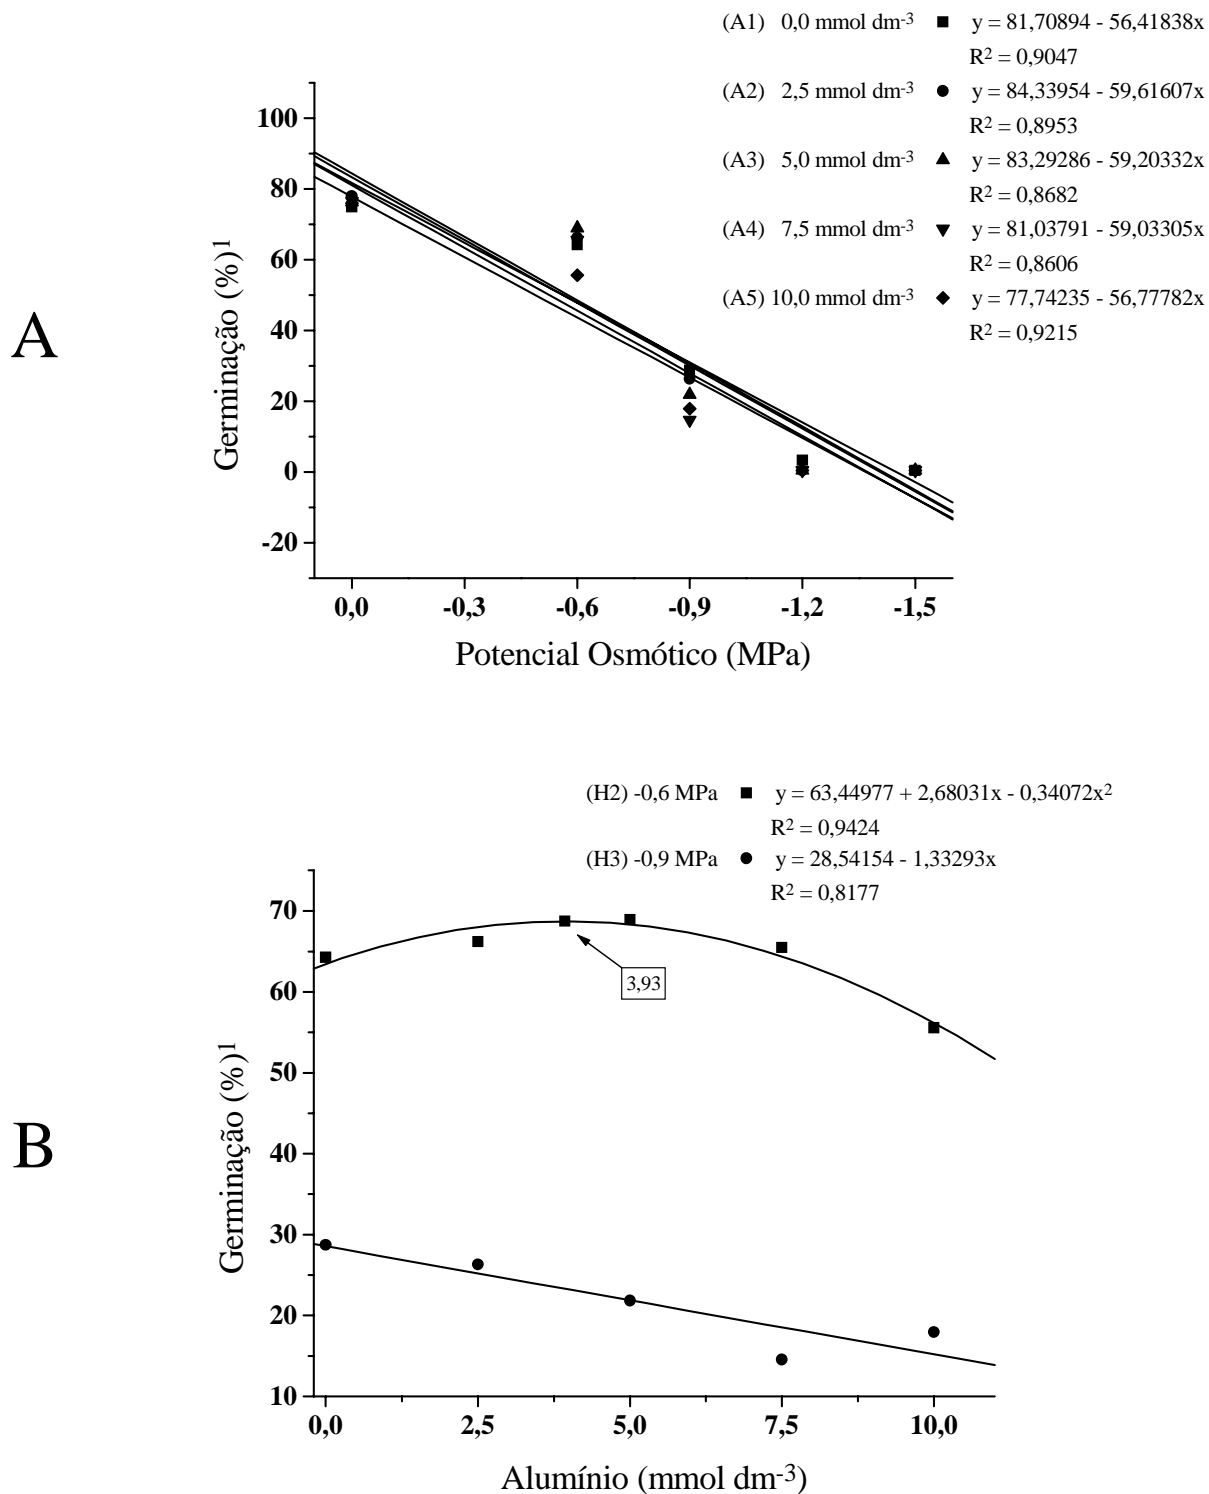 (A1) 0,0 mmol dm-3 ■ y = 81,70894 - 56,41838x
R2 = 0,9047
(A2) 2,5 mmol dm-3 ● y = 84,33954 - 59,61607x
R2 = 0,8953
(A3) 5,0 mmol dm-3 ▲ y = 83,29286 - 59,20332x
R2 = 0,8682
(A4) 7,5 mmol dm-3 ▼ y = 81,03791 - 59,03305x
R2 = 0,8606
(A5) 10,0 mmol dm-3 ◆ y = 77,74235 - 56,77782x
R2 = 0,9215
A
Germinação (%)1
100
80
60
40
20
0
-20
0,0 -0,3 -0,6 -0,9 -1,2 -1,5
Potencial Osmótico (MPa)
(H2) -0,6 MPa ■ y = 63,44977 + 2,68031x - 0,34072x2
R2 = 0,9424
(H3) -0,9 MPa ● y = 28,54154 - 1,33293x
R2 = 0,8177
B
Germinação (%)1
70
60
50
40
30
20
10
3,93
0,0 2,5 5,0 7,5 10,0
Alumínio (mmol dm-3)